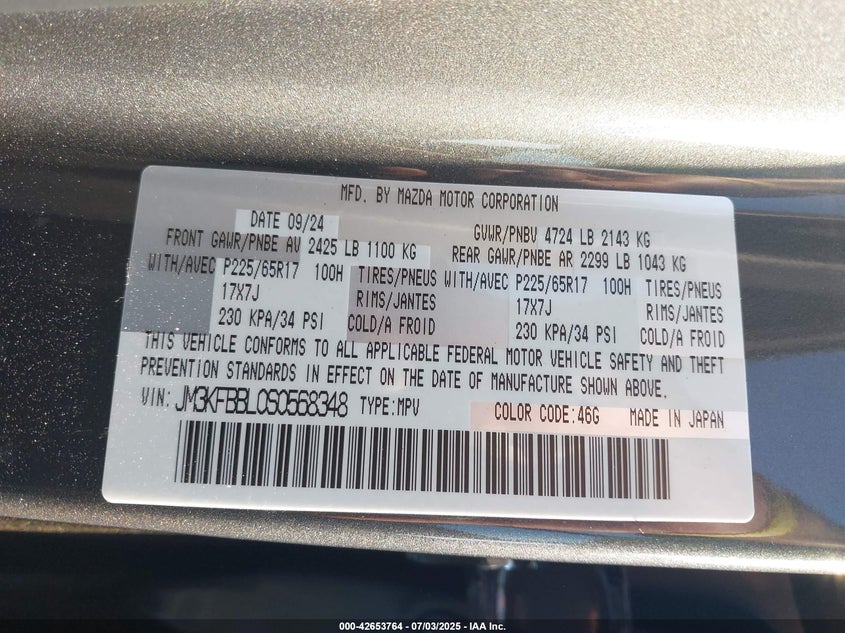 MFD. BY MAZDA MOTOR CORPORATION
DATE 09/24 GVWR/PNBV 4724 LB 2143 KG
FRONT GAWR/PNBE AV 2425 LB 1100 KG REAR GAWR/PNBE AR 2299 LB 1043 KG
WITH/AVEC P225/65R17 100H TIRES/PNEUS WITH/AVEC P225/65R17 100H TIRES/PNEUS
17X7J RIMS/JANTES 17X7J RIMS/JANTES
230 KPA/34 PSI COLD/A FROID 230 KPA/34 PSI COLD/A FROID
THIS VEHICLE CONFORMS TO ALL APPLICABLE FEDERAL MOTOR VEHICLE SAFETY AND THEFT
PREVENTION STANDARDS IN EFFECT ON THE DATE OF MANUFACTURE SHOWN ABOVE.
VIN: JM3KFBBL0S0568348 TYPE:MPV COLOR CODE:46G MADE IN JAPAN
000-42653764 - 07/03/2025 - IAA Inc.